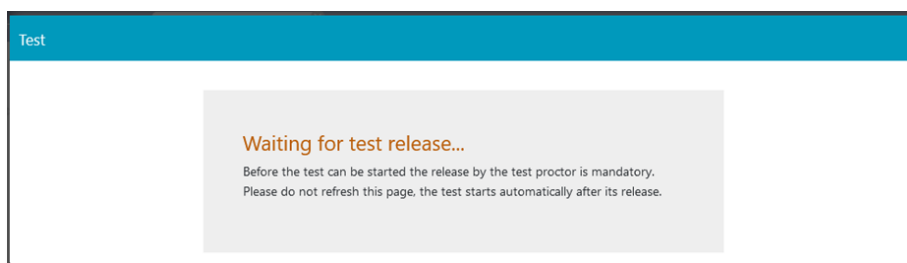 Test
Waiting for test release...
Before the test can be started the release by the test proctor is mandatory.
Please do not refresh this page, the test starts automatically after its release.